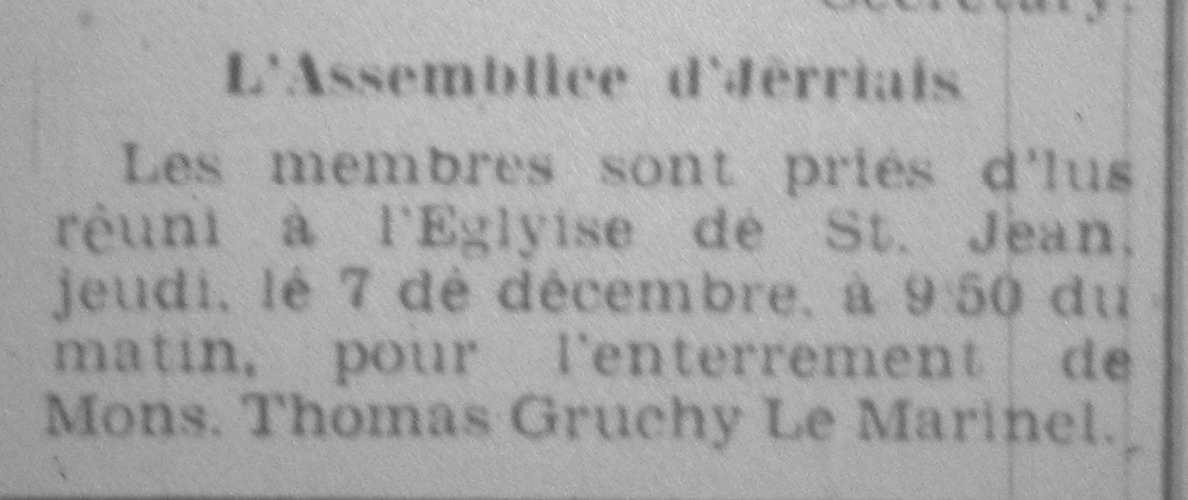 Secretary.
L'Assembliée d'Jèrriais
Les membres sont priés d'lus
réuni à l'Eglyise dé St. Jean,
jeudi, lé 7 dé décembre, à 9.50 du
matin, pour l'enterrement de
Mons. Thomas Gruchy Le Marinel.